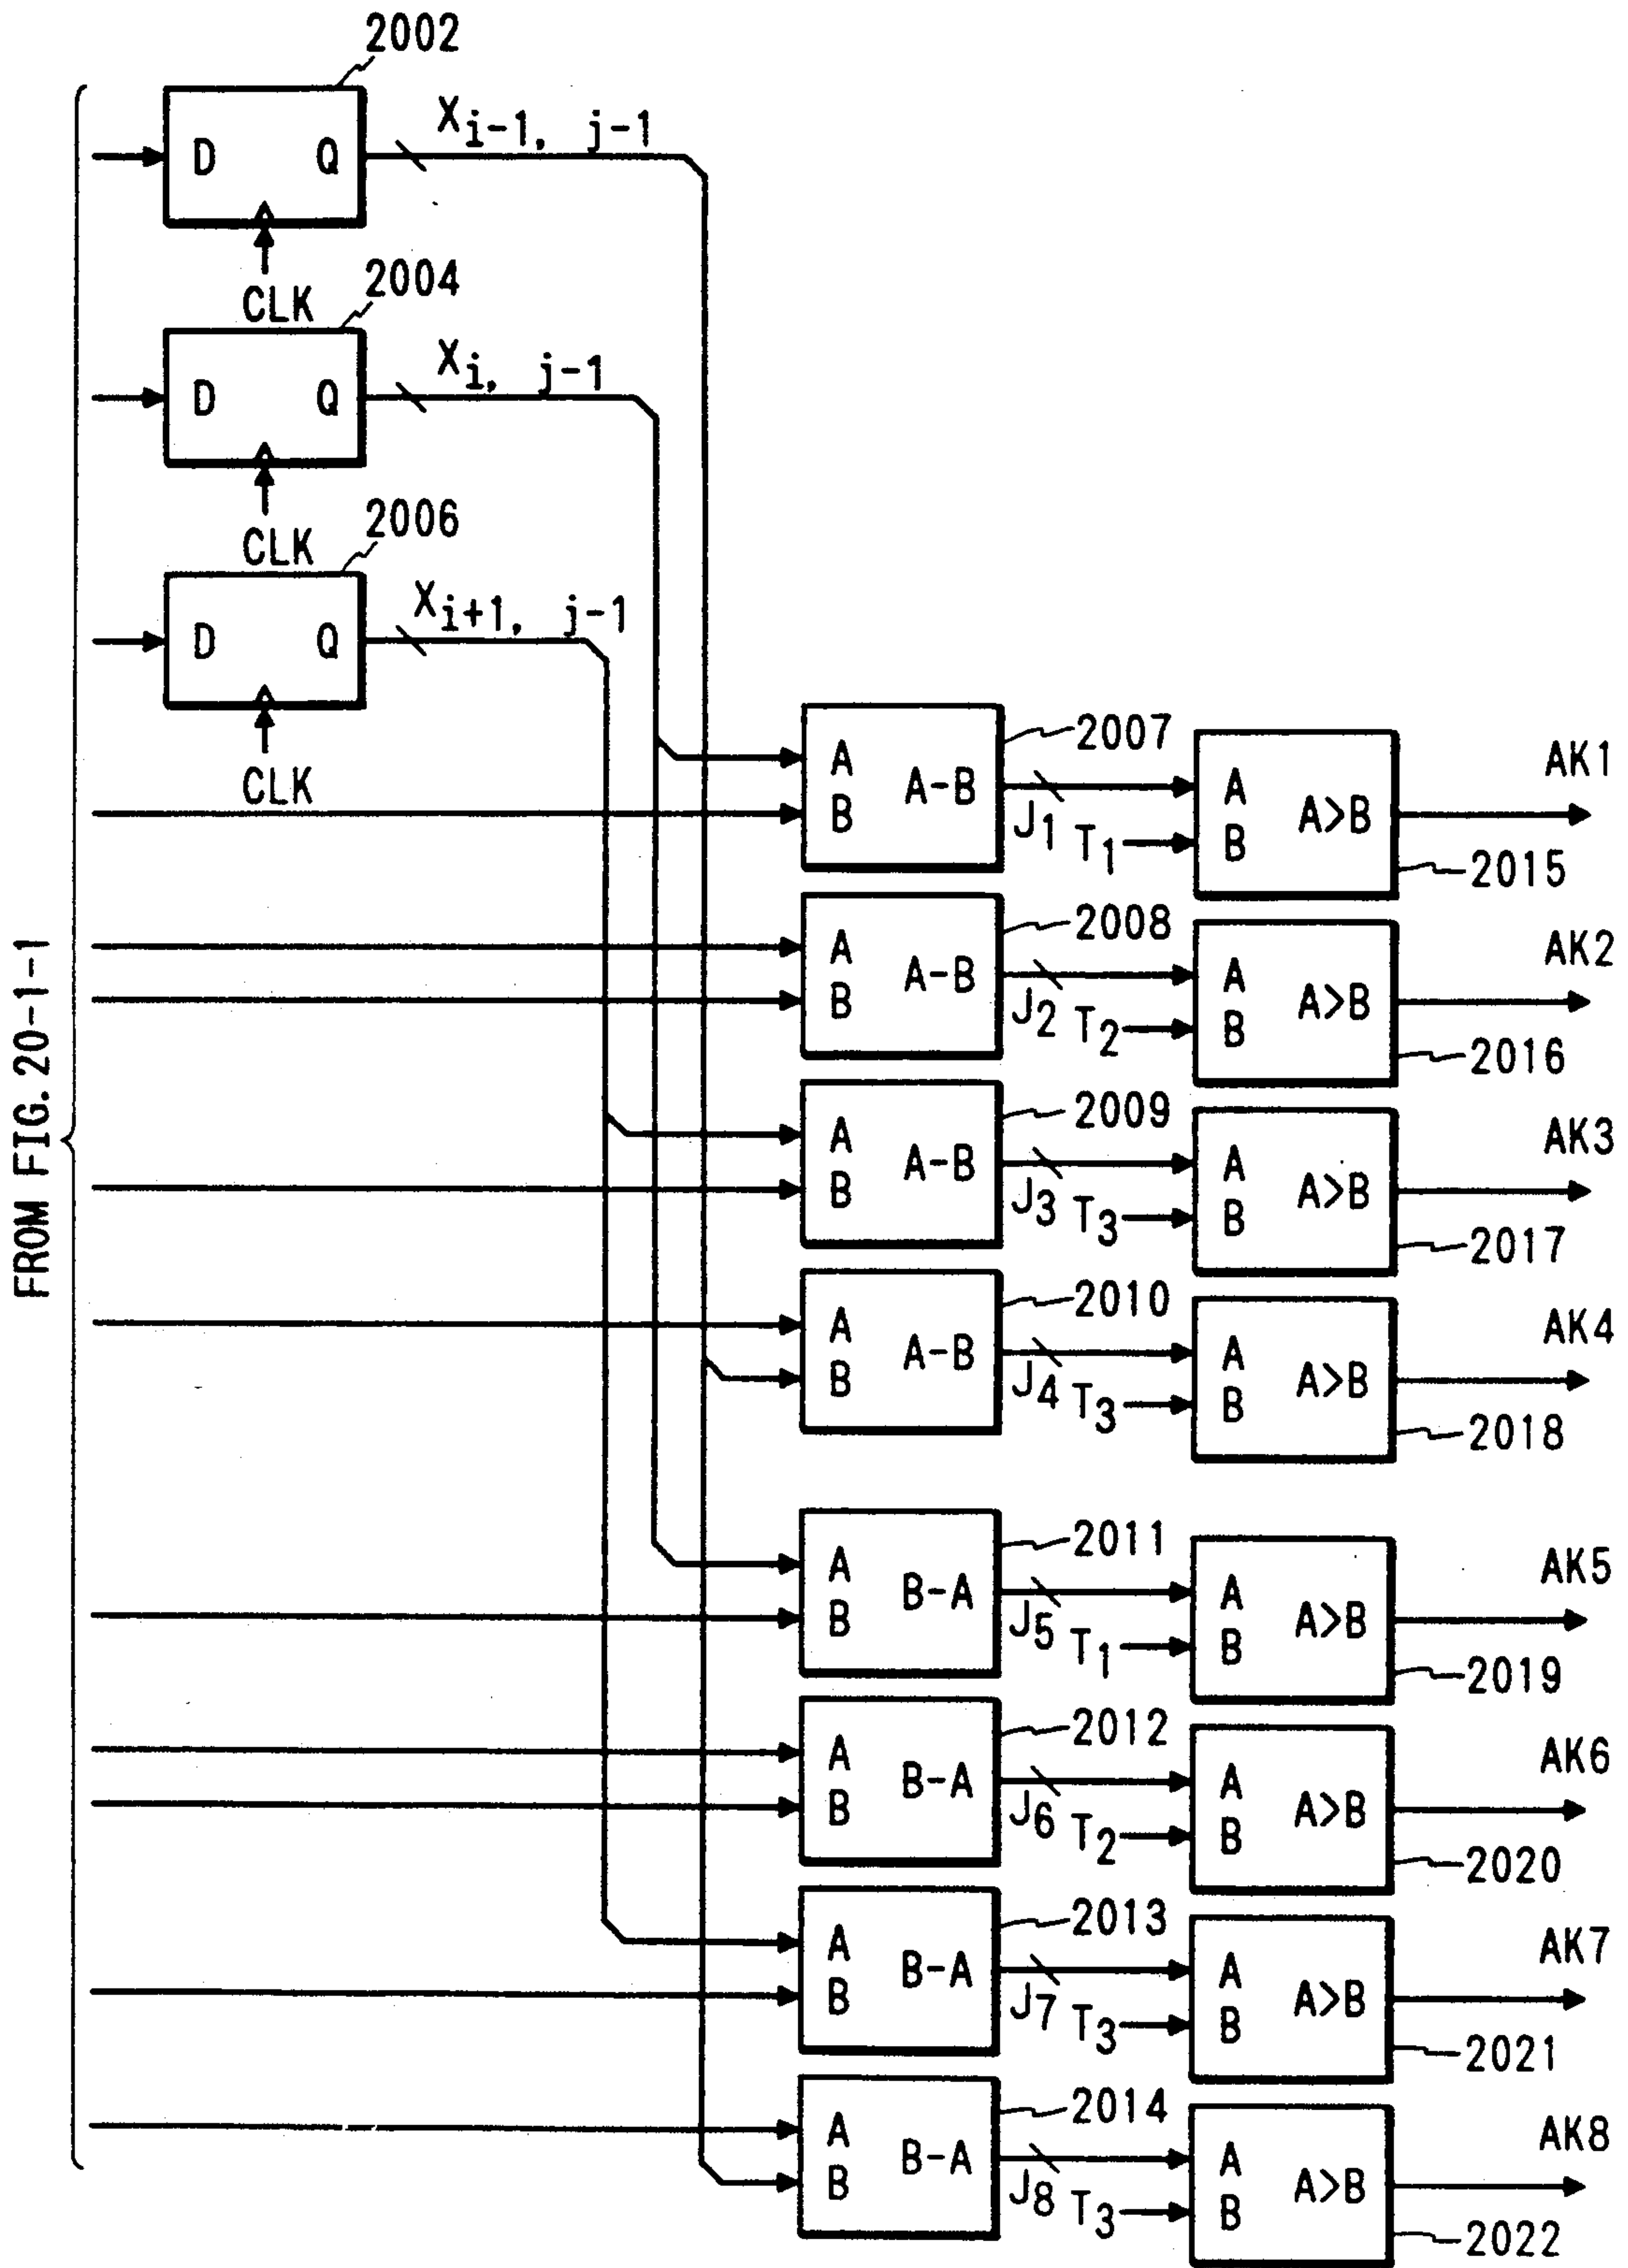 2002
X i-1, j-1
D Q
CLK
2004
X i, j-1
D Q
CLK
2006
X i+1, j-1
D Q
CLK
FROM FIG. 20-1-1
A
B
A-B
2007
J1
T1
A
B
A>B
AK1
2015
A
B
A-B
2008
J2
T2
A
B
A>B
AK2
2016
A
B
A-B
2009
J3
T3
A
B
A>B
AK3
2017
A
B
A-B
2010
J4
T3
A
B
A>B
AK4
2018
A
B
B-A
2011
J5
T1
A
B
A>B
AK5
2019
A
B
B-A
2012
J6
T2
A
B
A>B
AK6
2020
A
B
B-A
2013
J7
T3
A
B
A>B
AK7
2021
A
B
B-A
2014
J8
T3
A
B
A>B
AK8
2022